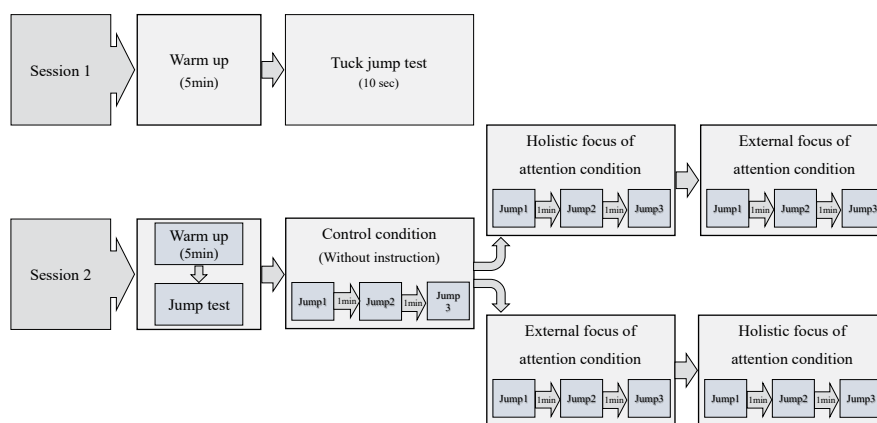 Session 1
Warm up
(5min)
Tuck jump test
(10 sec)
Holistic focus of
attention condition
Jump1
1min
Jump2
1min
Jump3
External focus of
attention condition
Jump1
1min
Jump2
1min
Jump3
Session 2
Warm up
(5min)
Jump test
Control condition
(Without instruction)
Jump1
1min
Jump2
1min
Jump
3
External focus of
attention condition
Jump1
1min
Jump2
1min
Jump3
Holistic focus of
attention condition
Jump1
1min
Jump2
1min
Jump3